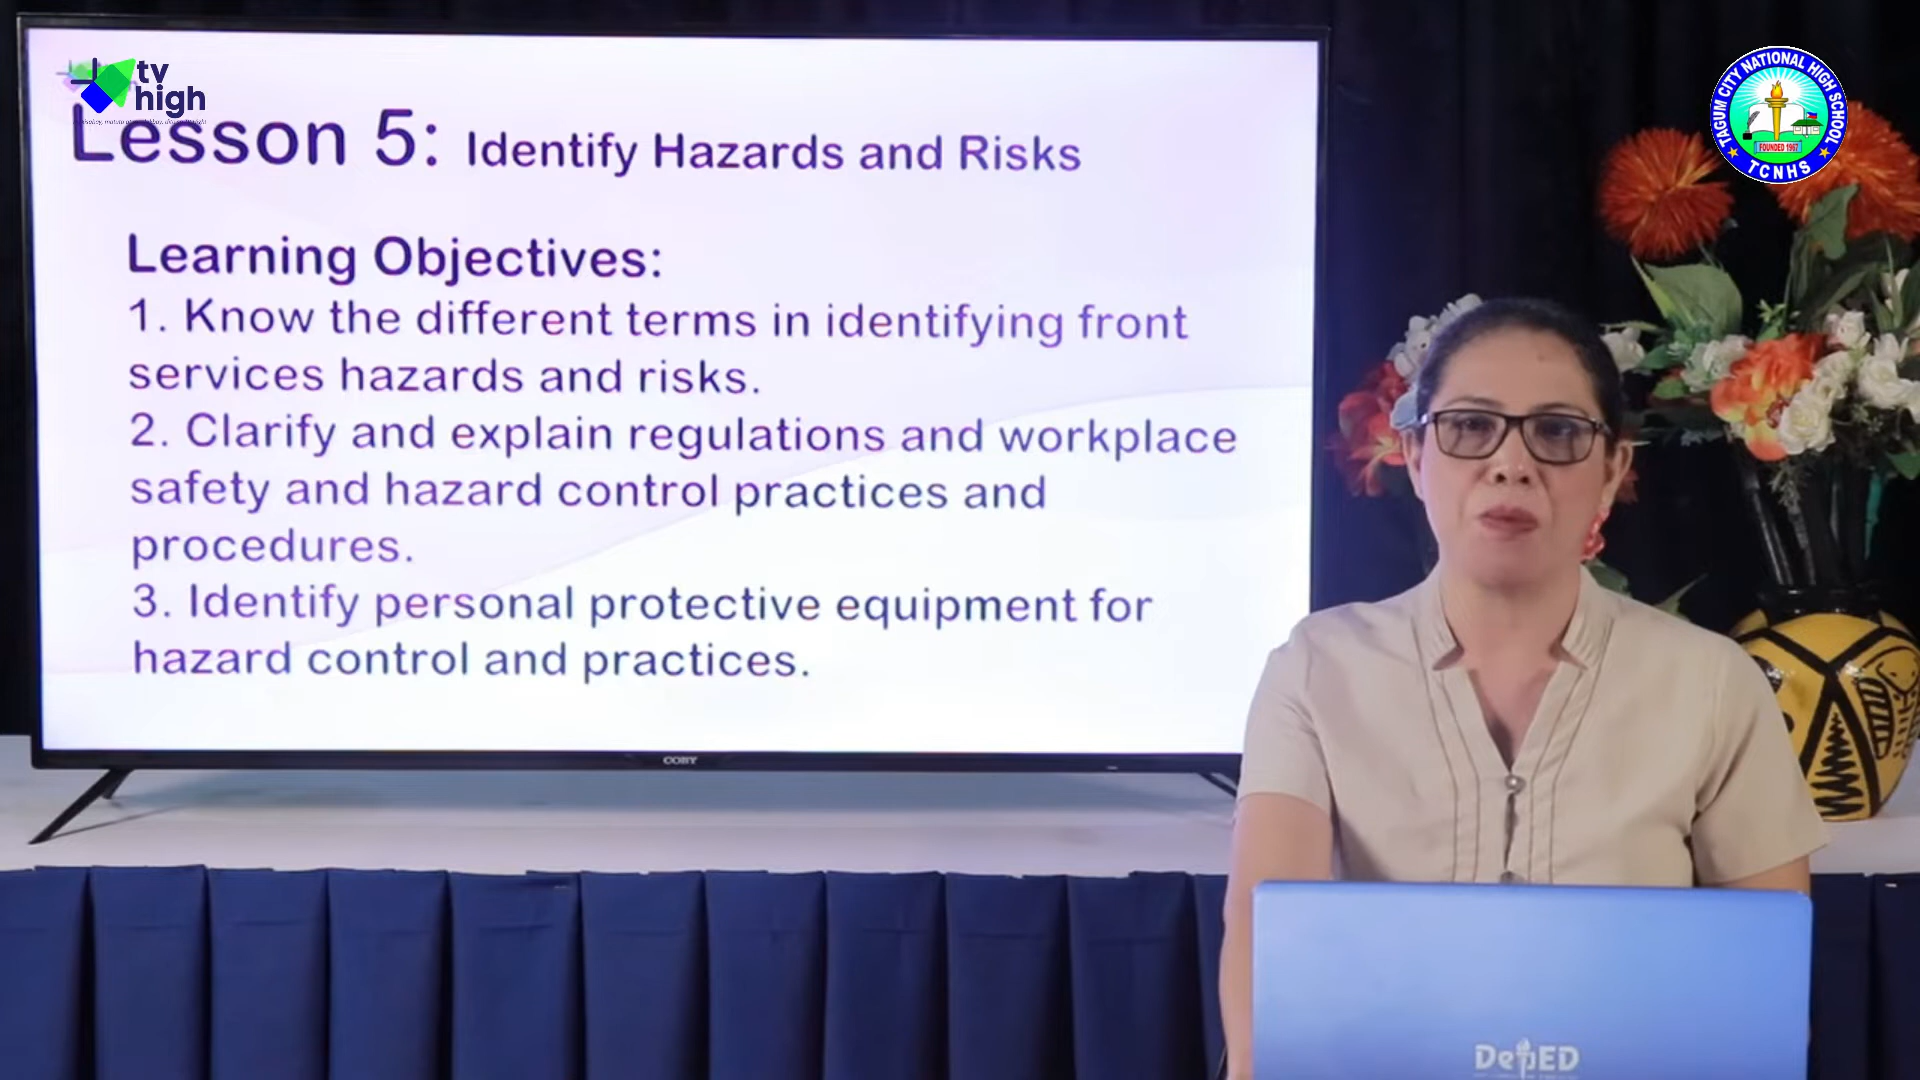 tv
high
Lesson 5: Identify Hazards and Risks
Learning Objectives:
1. Know the different terms in identifying front
services hazards and risks.
2. Clarify and explain regulations and workplace
safety and hazard control practices and
procedures.
3. Identify personal protective equipment for
hazard control and practices.
COBY
TAGUM CITY NATIONAL HIGH SCHOOL
FOUNDED 1967
TCNHS
DepED